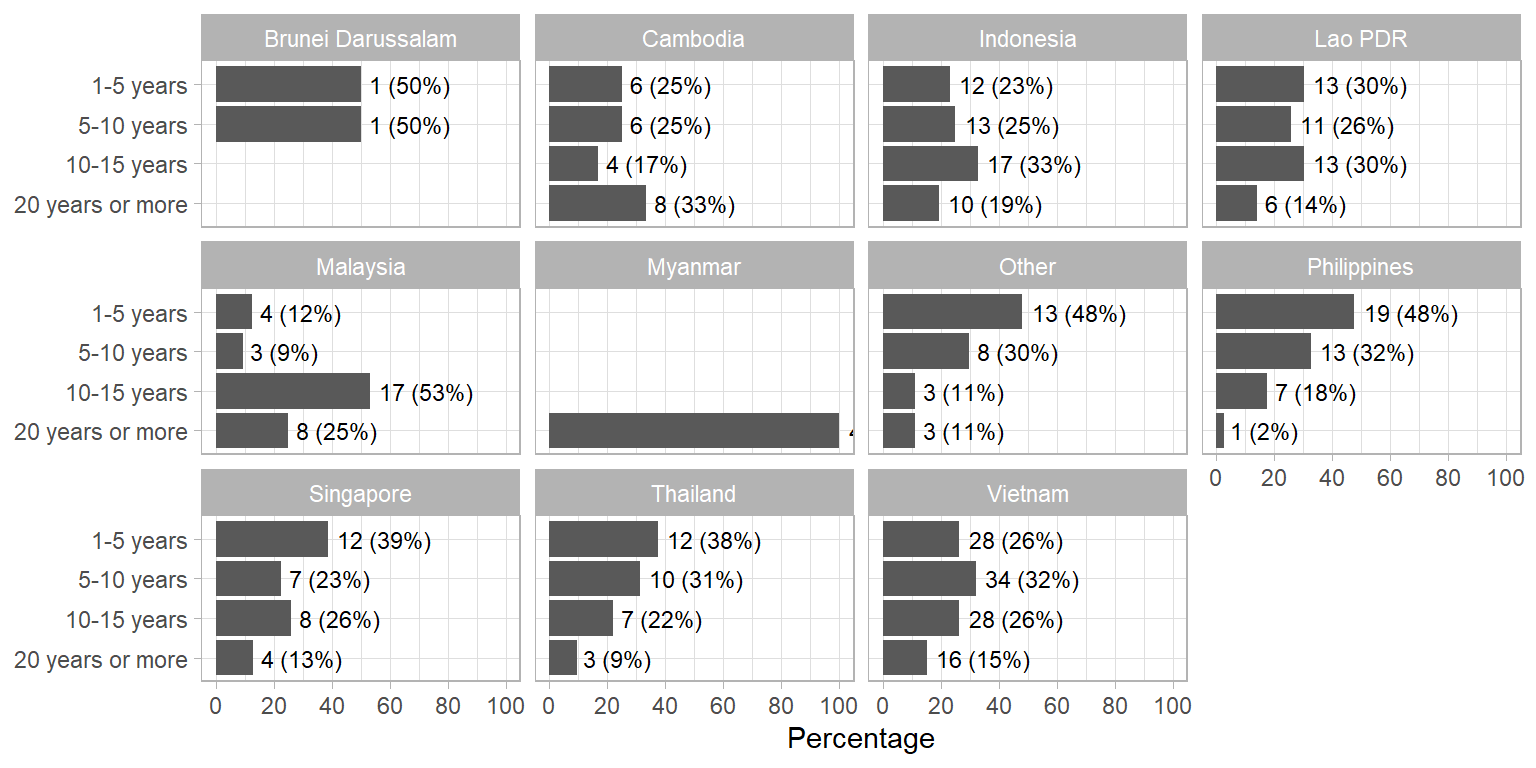 Brunei Darussalam Cambodia Indonesia Lao PDR
1-5 years 1 (50%) 6 (25%) 12 (23%) 13 (30%)
5-10 years 1 (50%) 6 (25%) 13 (25%) 11 (26%)
10-15 years 4 (17%) 17 (33%) 13 (30%)
20 years or more 8 (33%) 10 (19%) 6 (14%)
Malaysia Myanmar Other Philippines
1-5 years 4 (12%) 13 (48%) 19 (48%)
5-10 years 3 (9%) 8 (30%) 13 (32%)
10-15 years 17 (53%) 3 (11%) 7 (18%)
20 years or more 8 (25%) 3 (11%) 1 (2%)
0 20 40 60 80 100
Singapore Thailand Vietnam
1-5 years 12 (39%) 12 (38%) 28 (26%)
5-10 years 7 (23%) 10 (31%) 34 (32%)
10-15 years 8 (26%) 7 (22%) 28 (26%)
20 years or more 4 (13%) 3 (9%) 16 (15%)
0 20 40 60 80 100 0 20 40 60 80 100 0 20 40 60 80 100
Percentage